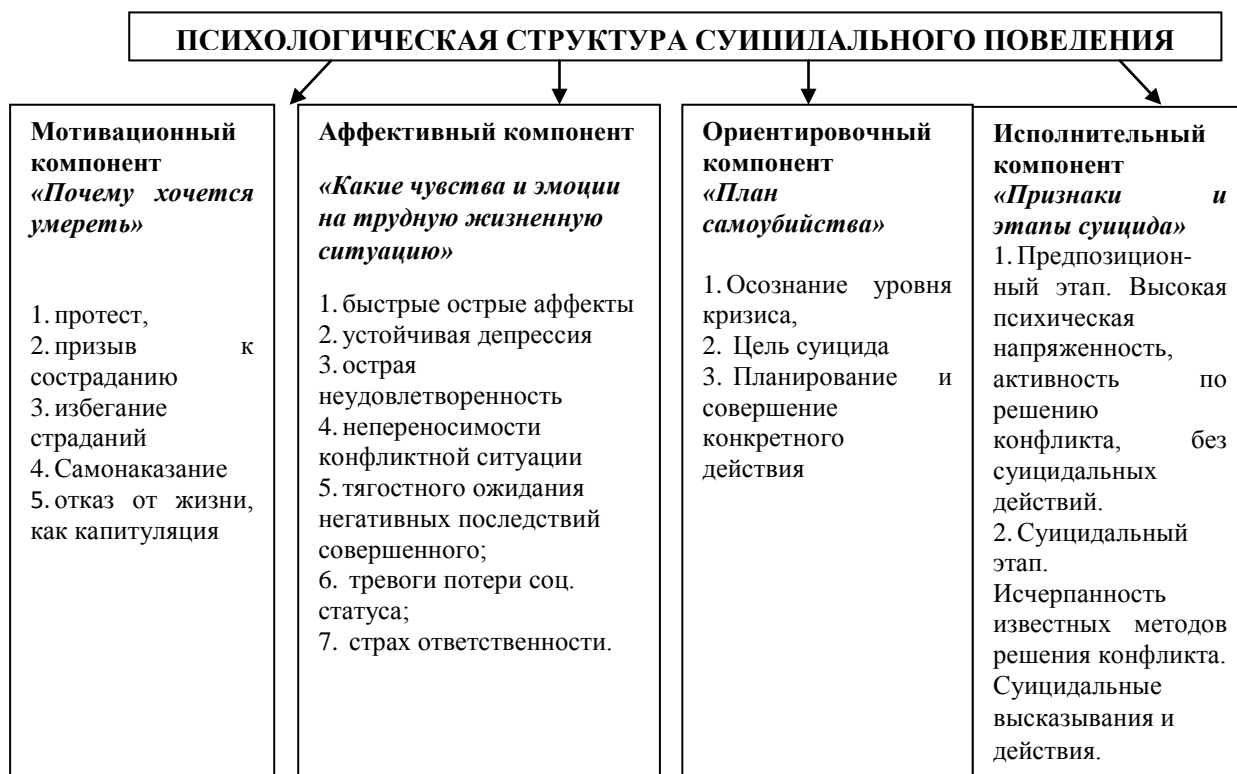 ПСИХОЛОГИЧЕСКАЯ СТРУКТУРА СУИЦИДАЛЬНОГО ПОВЕДЕНИЯ
Мотивационный
компонент
«Почему хочется
умереть»
1. протест,
2. призыв к
состраданию
3. избегание
страданий
4. Самонаказание
5. отказ от жизни,
как капитуляция
Аффективный компонент
«Какие чувства и эмоции
на трудную жизненную
ситуацию»
1. быстрые острые аффекты
2. устойчивая депрессия
3. острая
неудовлетворенность
4. непереносимости
конфликтной ситуации
5. тягостного ожидания
негативных последствий
совершенного;
6. тревоги потери соц.
статуса;
7. страх ответственности.
Ориентировочный
компонент
«План
самоубийства»
1. Осознание уровня
кризиса,
2. Цель суицида
3. Планирование и
совершение
конкретного
действия
Исполнительный
компонент
«Признаки и
этапы суицида»
1. Предпозицион-
ный этап. Высокая
психическая
напряженность,
активность по
решению
конфликта, без
суицидальных
действий.
2. Суицидальный
этап.
Исчерпанность
известных методов
решения конфликта.
Суицидальные
высказывания и
действия.